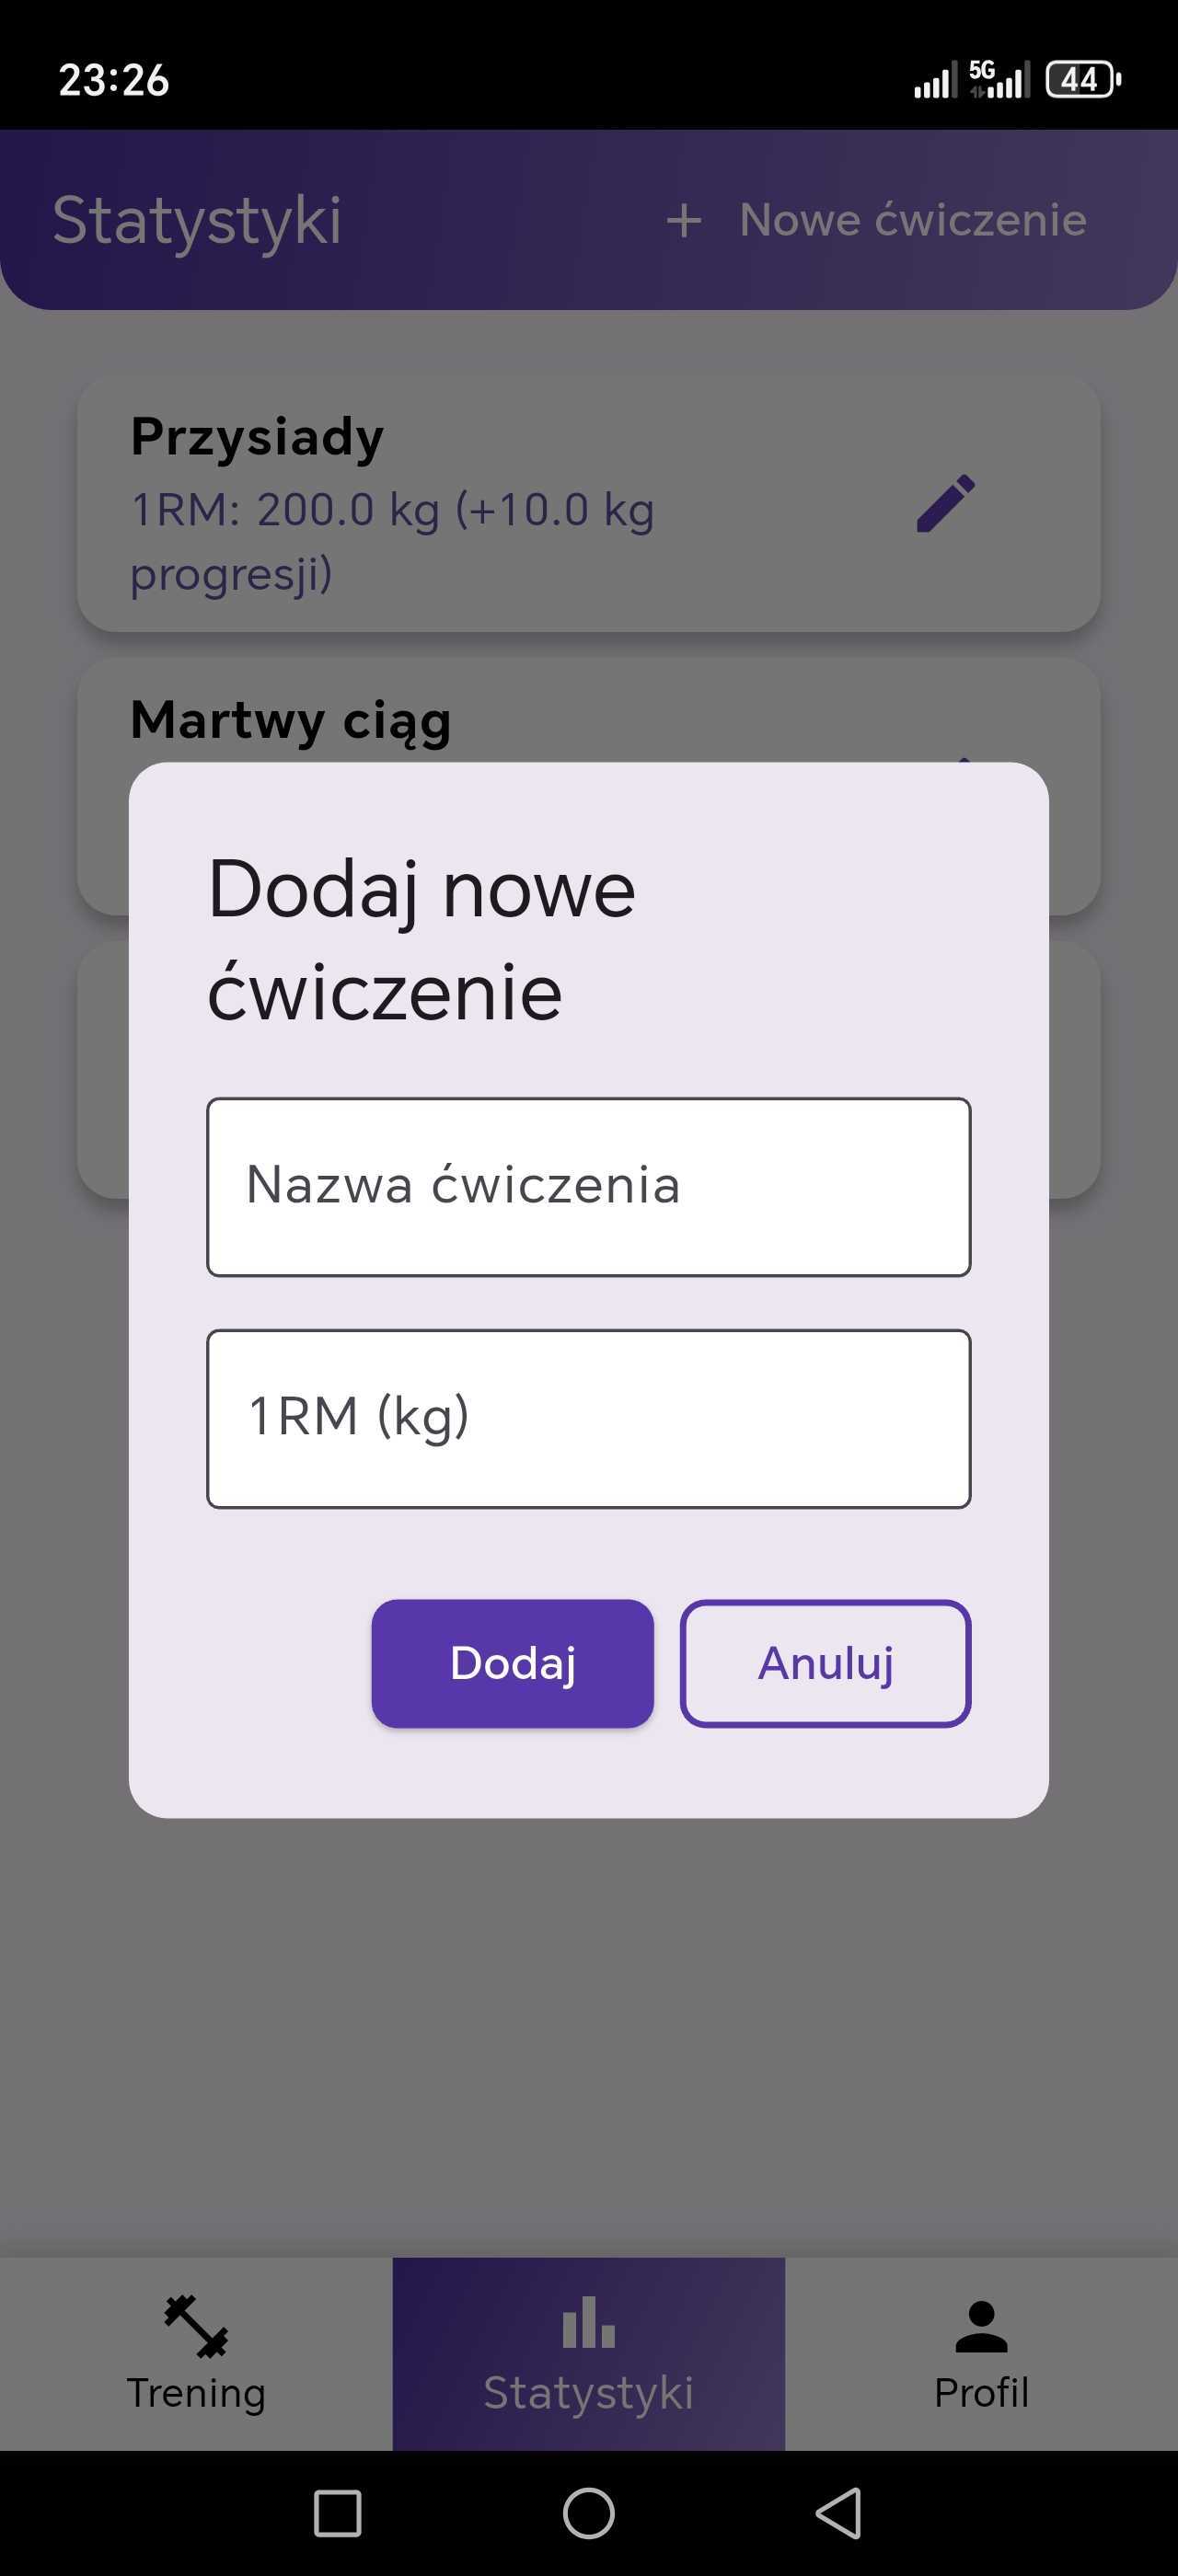 23:26
5G
44
Statystyki
+ Nowe ćwiczenie
Przysiady
1RM: 200.0 kg (+10.0 kg
progresji)
Martwy ciąg
Dodaj nowe
ćwiczenie
Nazwa ćwiczenia
1RM (kg)
Dodaj
Anuluj
Trening
Statystyki
Profil